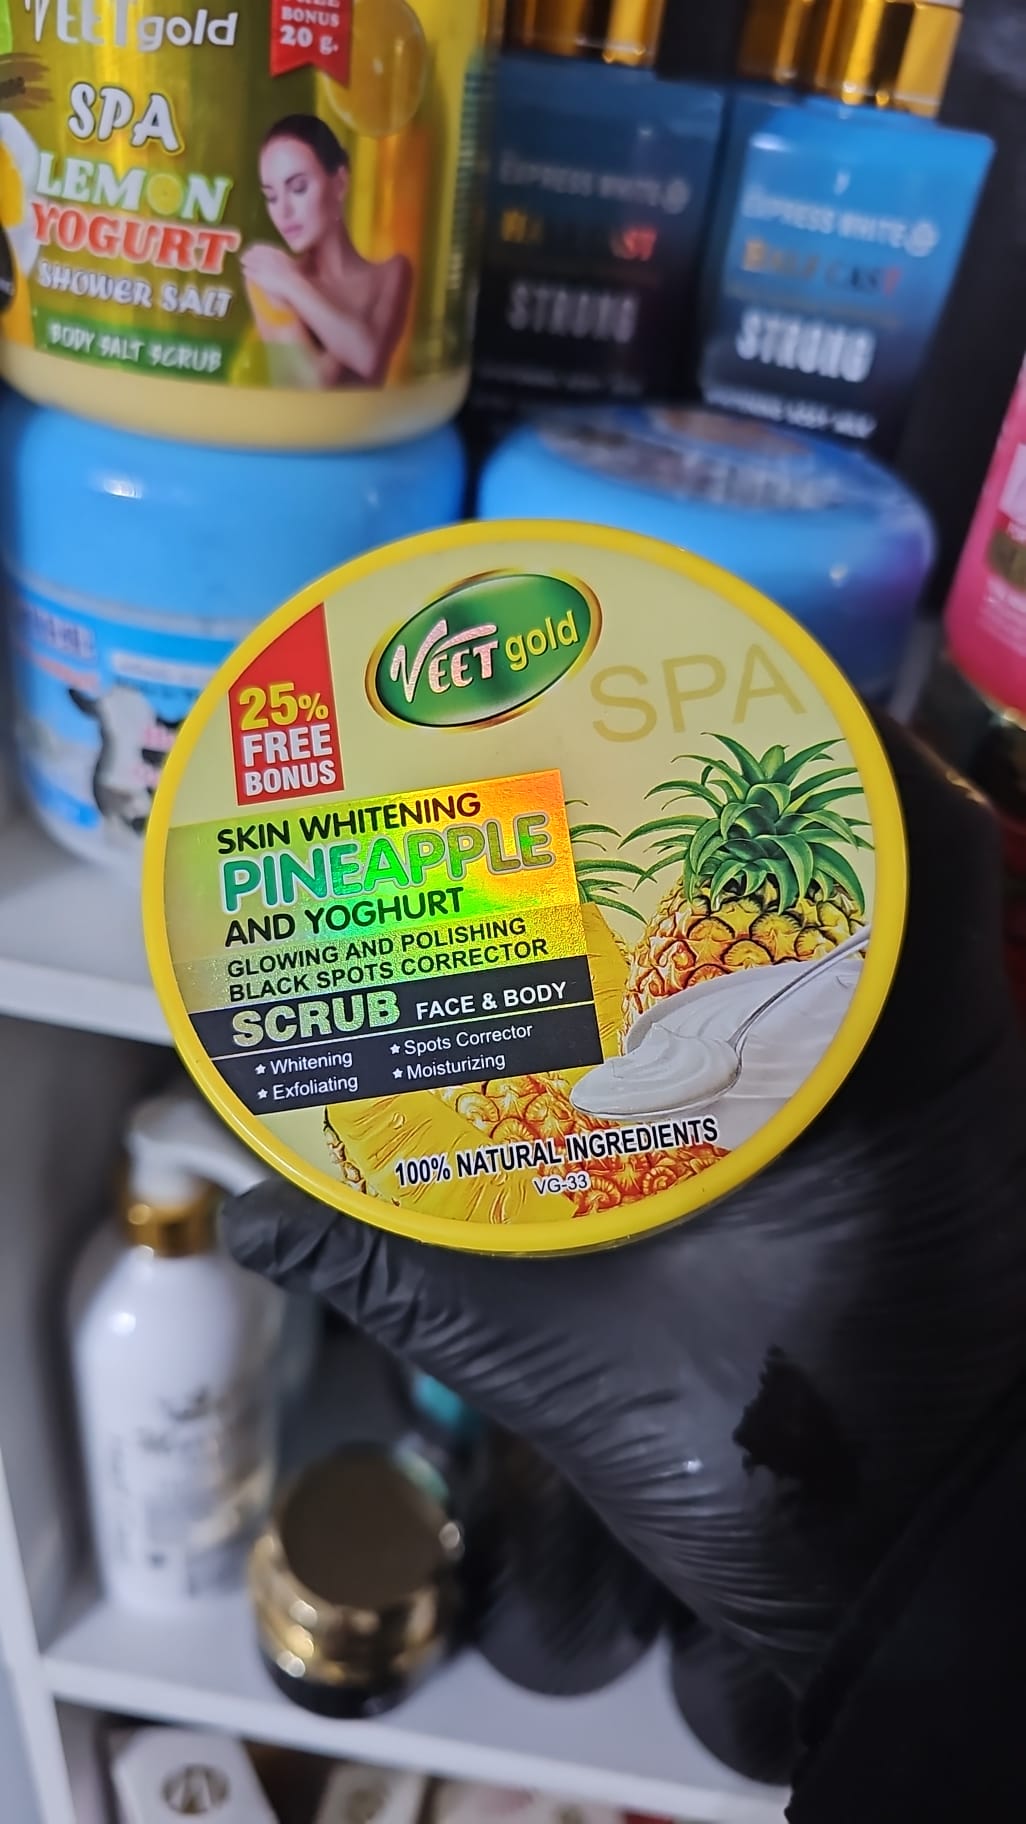 VEET gold
BONUS
20 g.
SPA
LEMON
YOGURT
SHOWER SALT
BODY SALT SCRUB
EXPRESS WHITE
STRONG
EXPRESS WHITE
HALF CAST
STRONG
VEET gold
SPA
25%
FREE
BONUS
SKIN WHITENING
PINEAPPLE
AND YOGHURT
GLOWING AND POLISHING
BLACK SPOTS CORRECTOR
SCRUB FACE & BODY
★ Whitening ★ Spots Corrector
★ Exfoliating ★ Moisturizing
100% NATURAL INGREDIENTS
VG-33